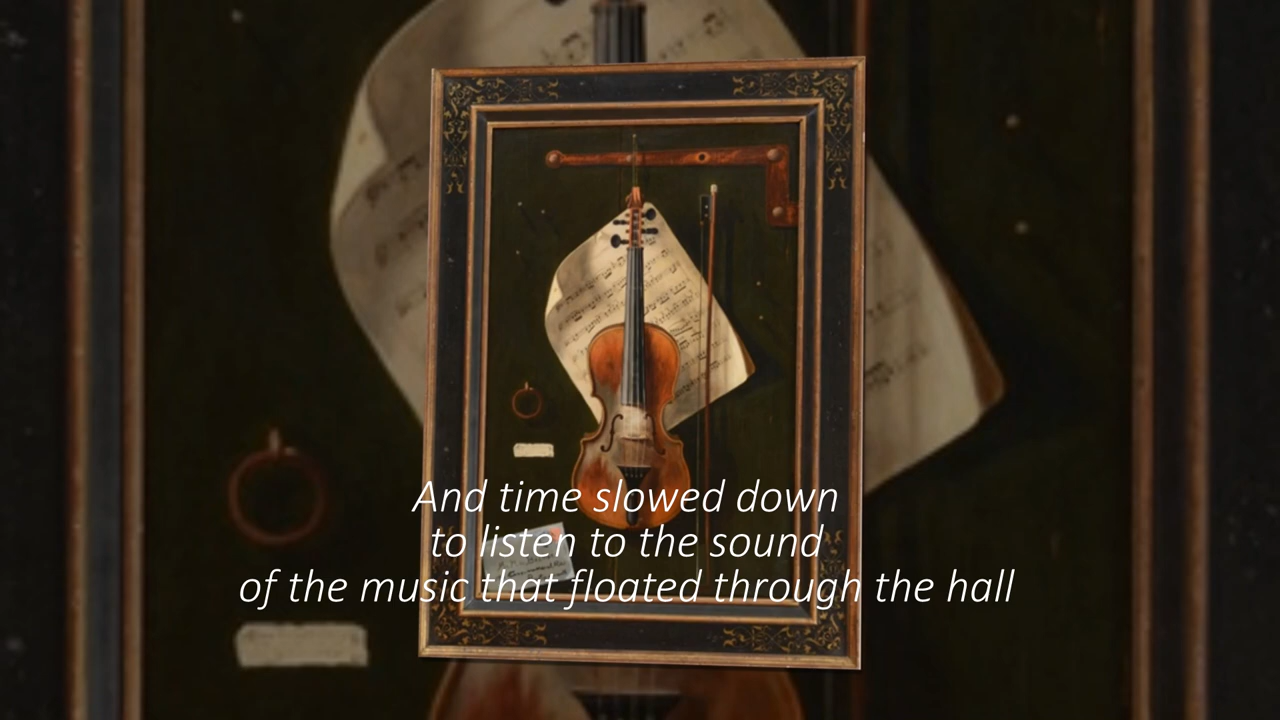 And time slowed down
to listen to the sound
of the music that floated through the hall